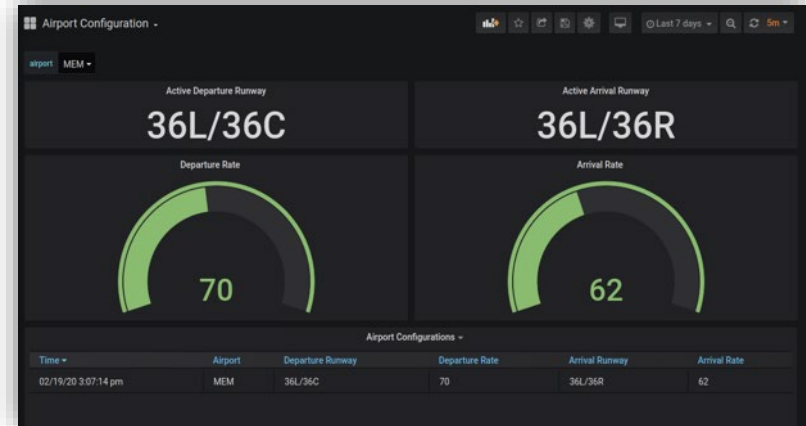 Airport Configuration
Last 7 days
5m
airport MEM
Active Departure Runway
36L/36C
Active Arrival Runway
36L/36R
Departure Rate
70
Arrival Rate
62
Airport Configurations
Time Airport Departure Runway Departure Rate Arrival Runway Arrival Rate
02/19/20 3:07:14 pm MEM 36L/36C 70 36L/36R 62